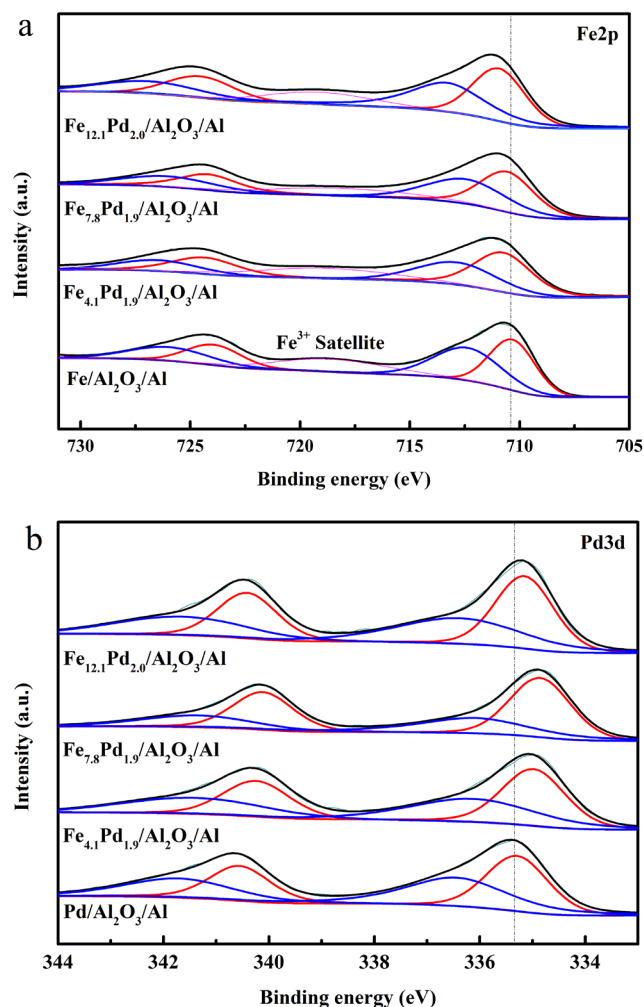 a
Fe2p
Fe₁₂.₁Pd₂.₀/Al₂O₃/Al
Fe₇.₈Pd₁.₉/Al₂O₃/Al
Fe₄.₁Pd₁.₉/Al₂O₃/Al
Fe³⁺ Satellite
Fe/Al₂O₃/Al
Intensity (a.u.)
730 725 720 715 710 705
Binding energy (eV)
b
Pd3d
Fe₁₂.₁Pd₂.₀/Al₂O₃/Al
Fe₇.₈Pd₁.₉/Al₂O₃/Al
Fe₄.₁Pd₁.₉/Al₂O₃/Al
Pd/Al₂O₃/Al
Intensity (a.u.)
344 342 340 338 336 334
Binding energy (eV)